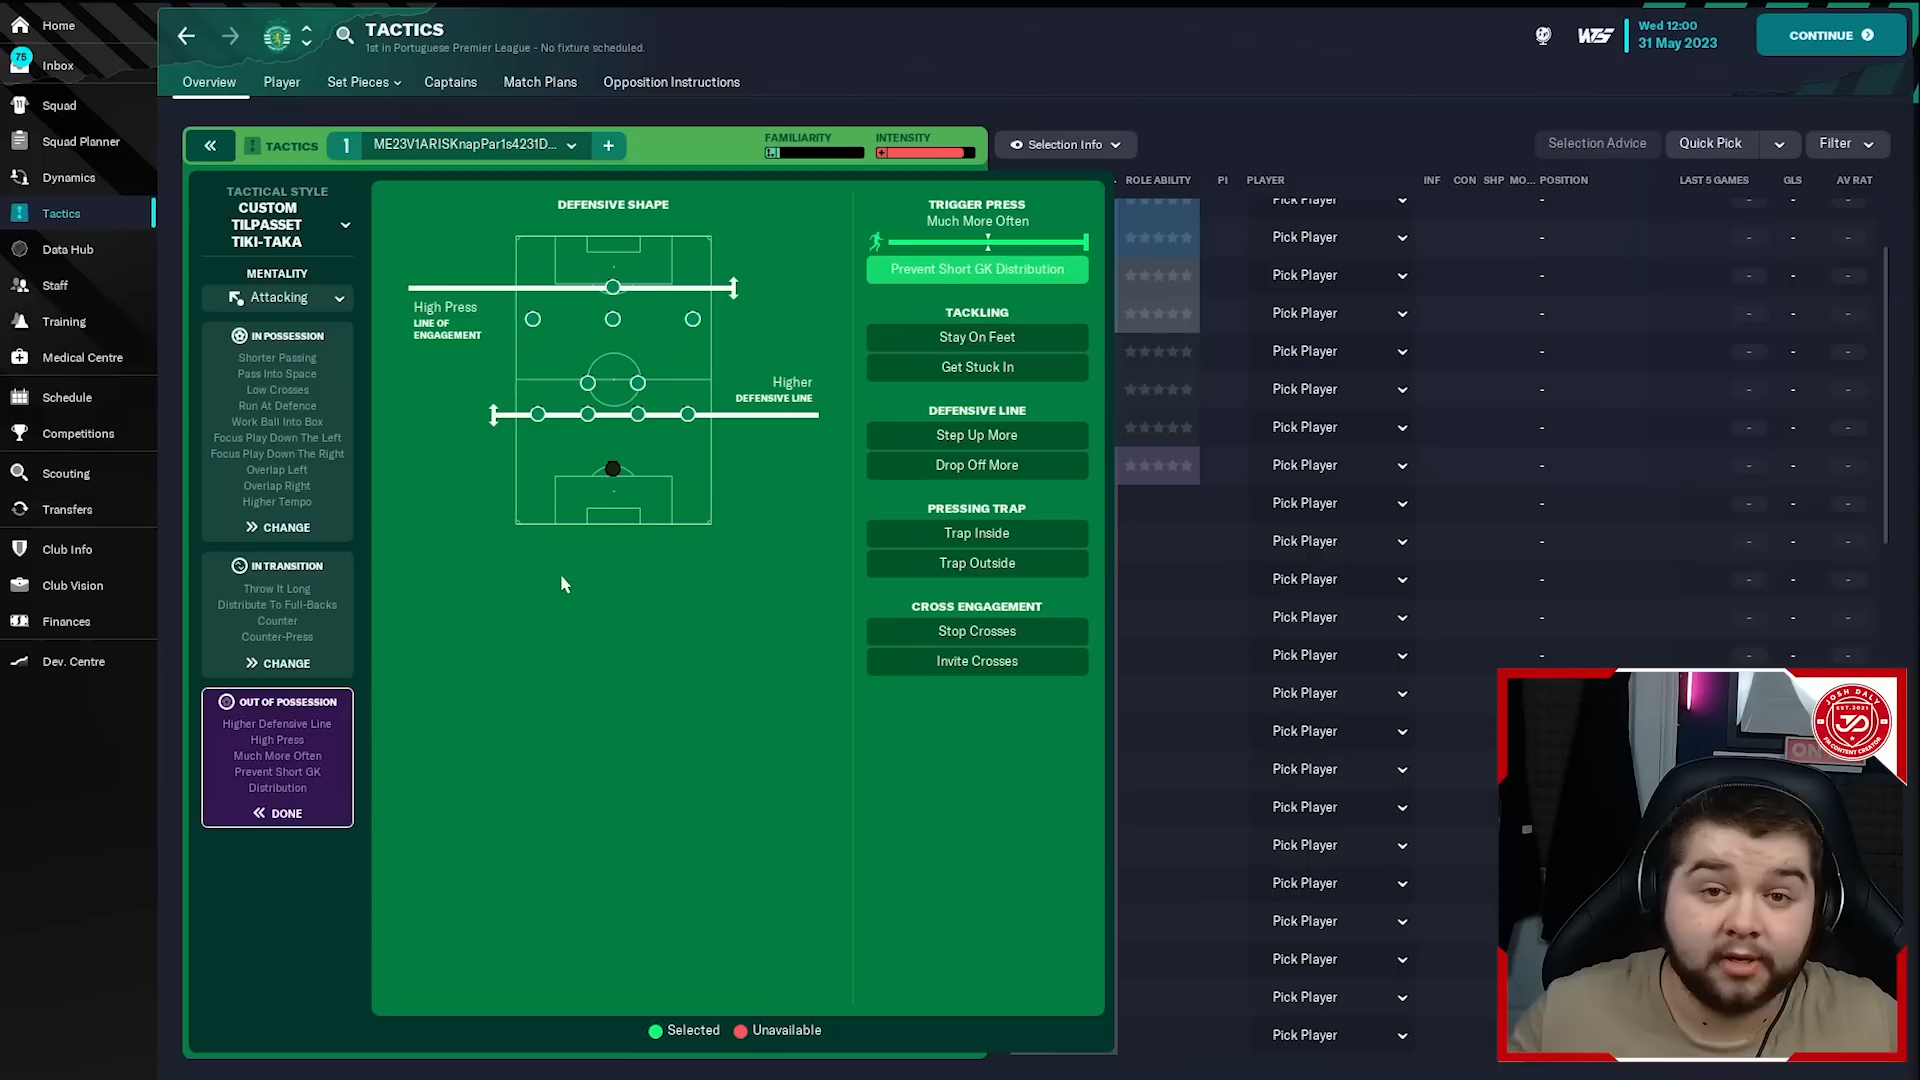 Home
75
Inbox
Squad
Squad Planner
Dynamics
Tactics
Data Hub
Staff
Training
Medical Centre
Schedule
Competitions
Scouting
Transfers
Club Info
Club Vision
Finances
Dev. Centre
TACTICS
1st in Portuguese Premier League - No fixture scheduled.
Wed 12:00
31 May 2023
CONTINUE
Overview
Player
Set Pieces
Captains
Match Plans
Opposition Instructions
TACTICS
1
ME23V1ARISKnapPar1s4231D...
+
FAMILIARITY
INTENSITY
Selection Info
Selection Advice
Quick Pick
Filter
TACTICAL STYLE
CUSTOM
TILPASSET
TIKI-TAKA
MENTALITY
Attacking
IN POSSESSION
Shorter Passing
Pass Into Space
Low Crosses
Run At Defence
Work Ball Into Box
Focus Play Down The Left
Focus Play Down The Right
Overlap Left
Overlap Right
Higher Tempo
CHANGE
IN TRANSITION
Throw It Long
Distribute To Full-Backs
Counter
Counter-Press
CHANGE
OUT OF POSSESSION
Higher Defensive Line
High Press
Much More Often
Prevent Short GK
Distribution
DONE
DEFENSIVE SHAPE
High Press
LINE OF
ENGAGEMENT
Higher
DEFENSIVE LINE
TRIGGER PRESS
Much More Often
Prevent Short GK Distribution
TACKLING
Stay On Feet
Get Stuck In
DEFENSIVE LINE
Step Up More
Drop Off More
PRESSING TRAP
Trap Inside
Trap Outside
CROSS ENGAGEMENT
Stop Crosses
Invite Crosses
Selected
Unavailable
ROLE ABILITY PI PLAYER INF CON SHP MO... POSITION LAST 5 GAMES GLS AV RAT
Pick Player
Pick Player - - - -
Pick Player - - - -
Pick Player - - - -
Pick Player - - - -
Pick Player - - - -
Pick Player - - - -
Pick Player - - - -
Pick Player - - - -
Pick Player - - - -
Pick Player - - - -
Pick Player - - - -
Pick Player - - - -
Pick Player
Pick Player
Pick Player
Pick Player
Pick Player
Pick Player
Pick Player
Pick Player
Pick Player
Pick Player
JOSH DALY
EST. 2021
JD
FM CONTENT CREATOR
ON